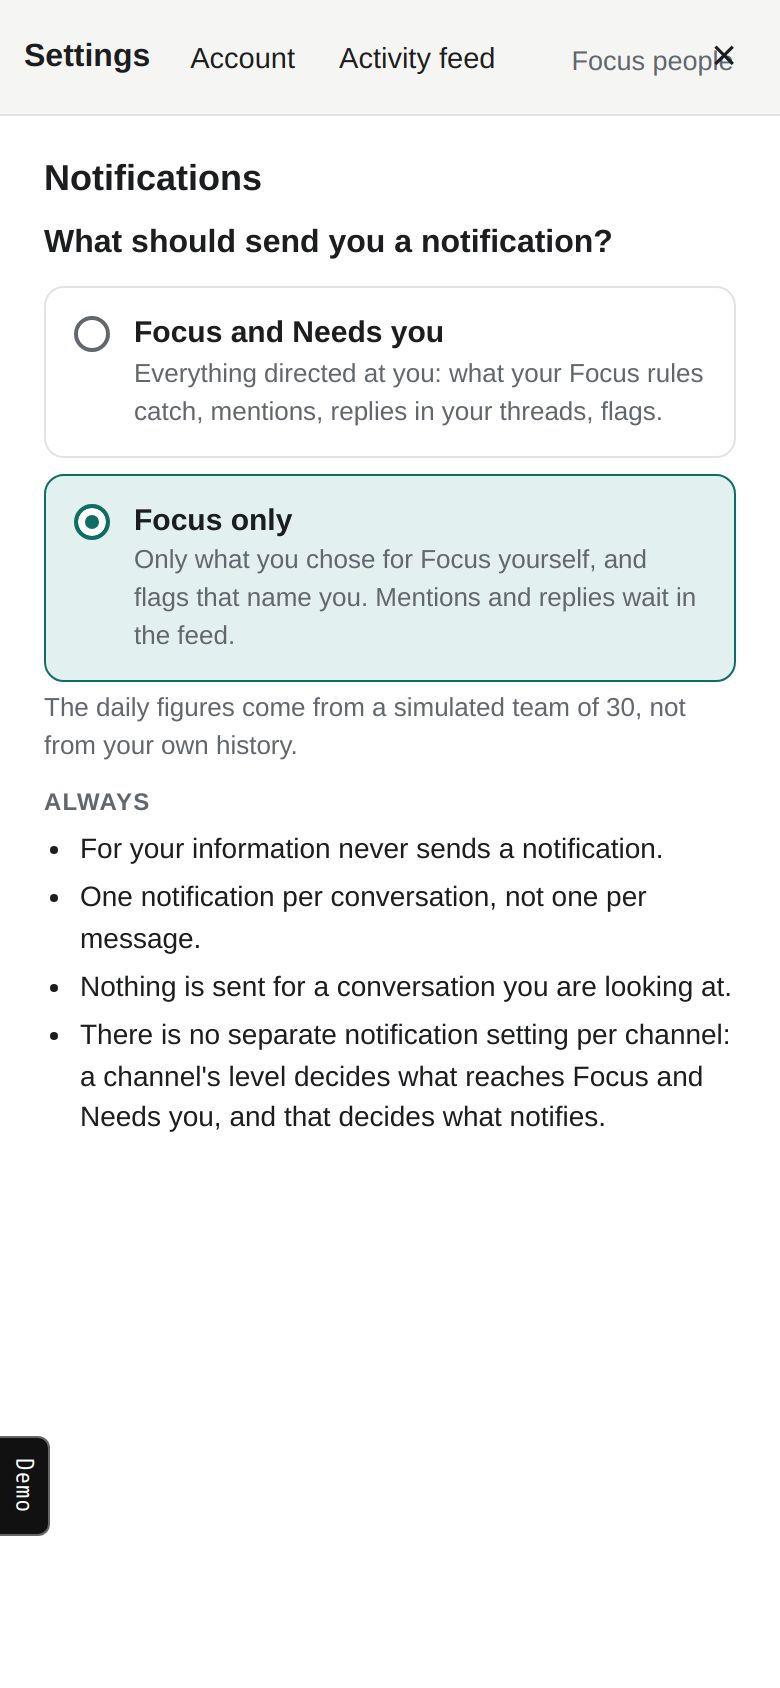 Settings Account Activity feed Focus people ✕
Notifications
What should send you a notification?
Focus and Needs you
Everything directed at you: what your Focus rules
catch, mentions, replies in your threads, flags.
Focus only
Only what you chose for Focus yourself, and
flags that name you. Mentions and replies wait in
the feed.
The daily figures come from a simulated team of 30, not
from your own history.
ALWAYS
• For your information never sends a notification.
• One notification per conversation, not one per
message.
• Nothing is sent for a conversation you are looking at.
• There is no separate notification setting per channel:
a channel's level decides what reaches Focus and
Needs you, and that decides what notifies.
Demo